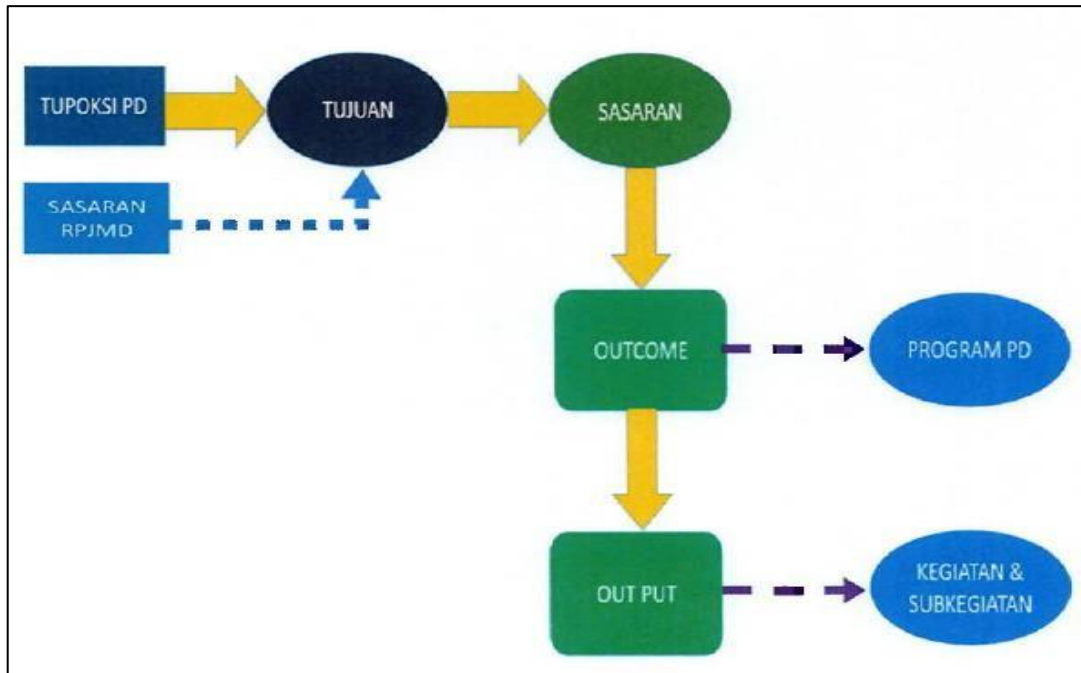 TUPOKSI PD
TUJUAN
SASARAN
SASARAN
RPJMD
OUTCOME
PROGRAM PD
OUT PUT
KEGIATAN &
SUBKEGIATAN